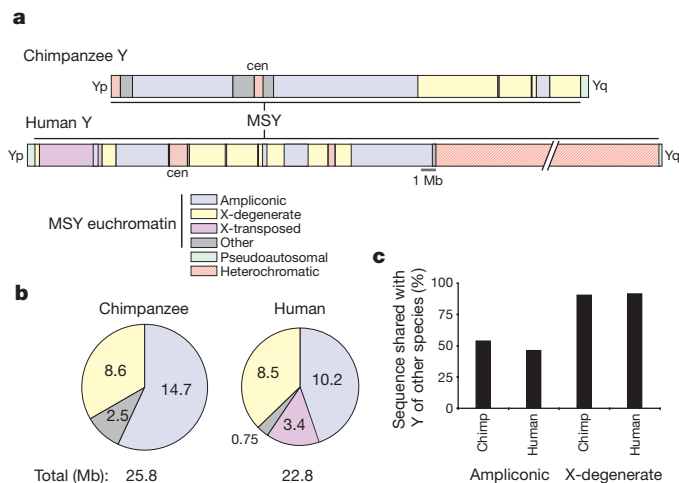 a
Chimpanzee Y
cen
Yp
Yq
MSY
Human Y
Yp
Yq
cen
1 Mb
MSY euchromatin
Ampliconic
X-degenerate
X-transposed
Other
Pseudoautosomal
Heterochromatic
b
Chimpanzee
8.6
14.7
2.5
Human
8.5
10.2
3.4
0.75
Total (Mb): 25.8 22.8
c
Sequence shared with
Y of other species (%)
100
75
50
25
0
Chimp
Human
Chimp
Human
Ampliconic X-degenerate